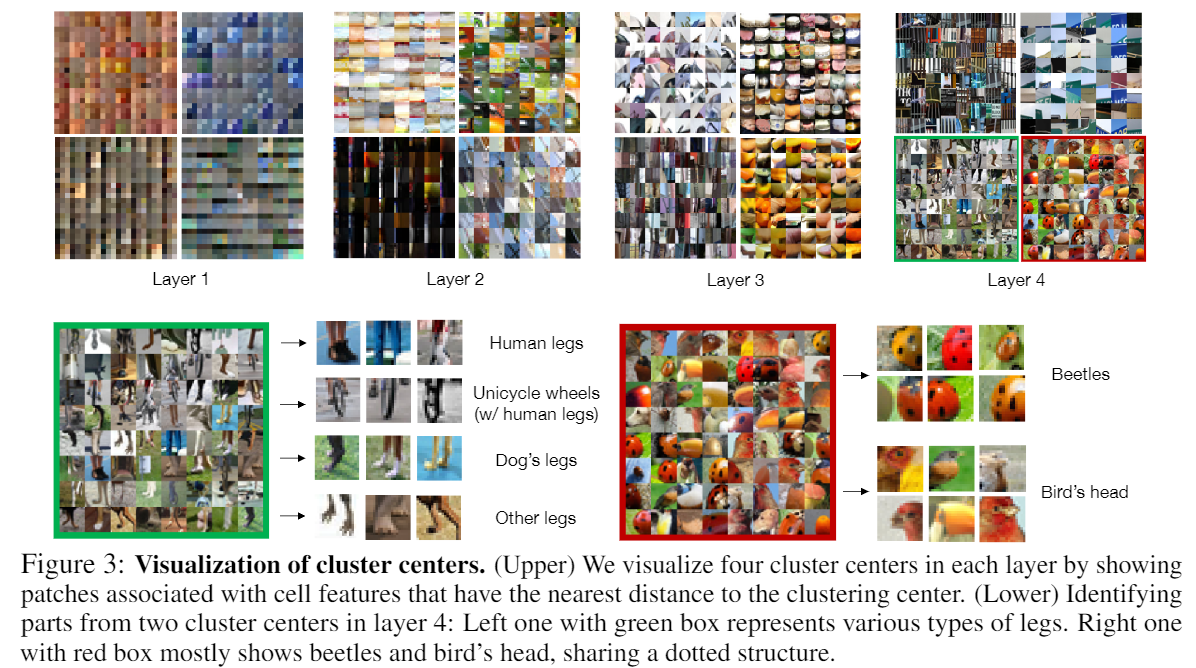 Layer 1
Layer 2
Layer 3
Layer 4
Human legs
Unicycle wheels
(w/ human legs)
Dog's legs
Other legs
Beetles
Bird's head
Figure 3: Visualization of cluster centers. (Upper) We visualize four cluster centers in each layer by showing
patches associated with cell features that have the nearest distance to the clustering center. (Lower) Identifying
parts from two cluster centers in layer 4: Left one with green box represents various types of legs. Right one
with red box mostly shows beetles and bird's head, sharing a dotted structure.